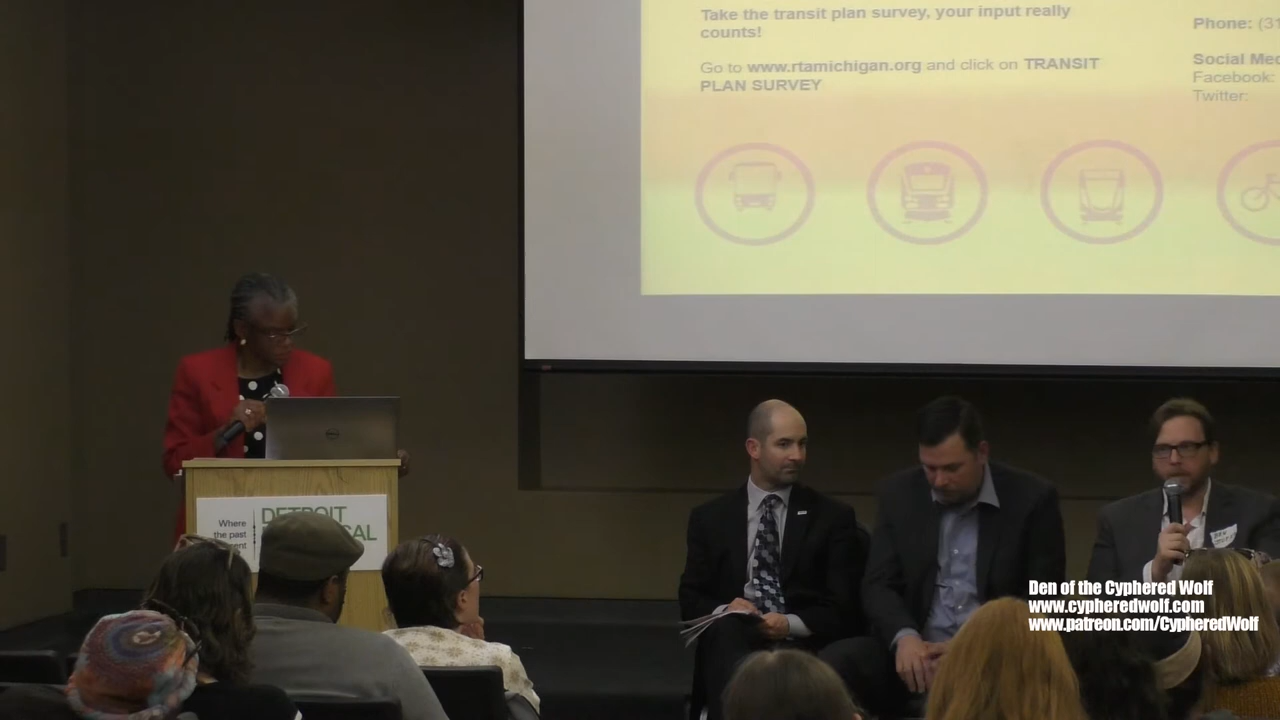 Take the transit plan survey, your input really
counts!
Go to www.rtamichigan.org and click on TRANSIT
PLAN SURVEY
Phone: (31
Social Med
Facebook:
Twitter:
Where
the past
DETROIT
Den of the Cyphered Wolf
www.cypheredwolf.com
www.patreon.com/CypheredWolf